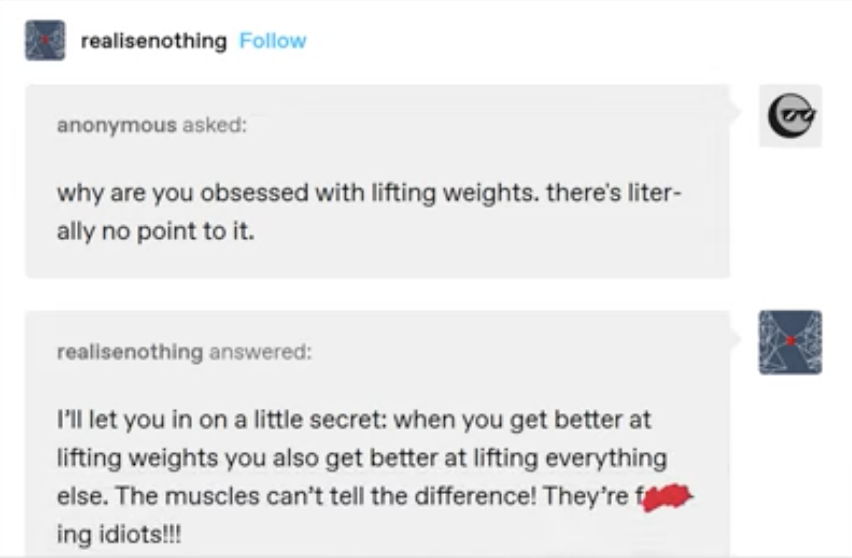 realisenothing Follow
anonymous asked:
why are you obsessed with lifting weights. there's liter-
ally no point to it.
realisenothing answered:
I'll let you in on a little secret: when you get better at
lifting weights you also get better at lifting everything
else. The muscles can't tell the difference! They're f
ing idiots!!!